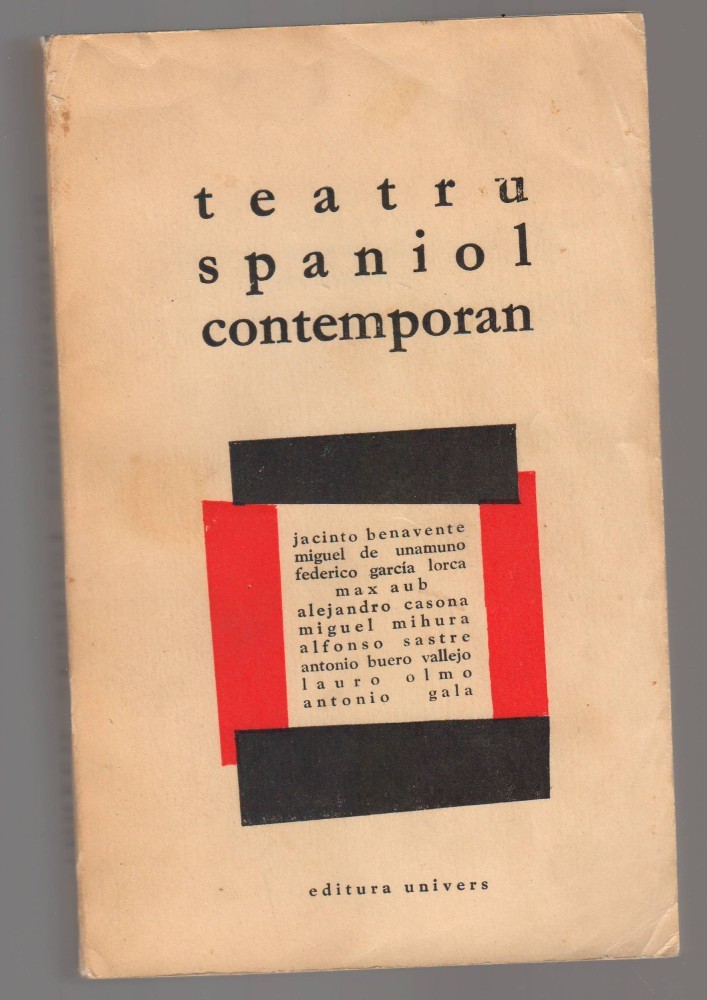 teatru
spaniol
contemporan
jacinto benavente
miguel de unamuno
federico garcía lorca
max aub
alejandro casona
miguel mihura
alfonso sastre
antonio buero vallejo
lauro olmo
antonio gala
editura univers